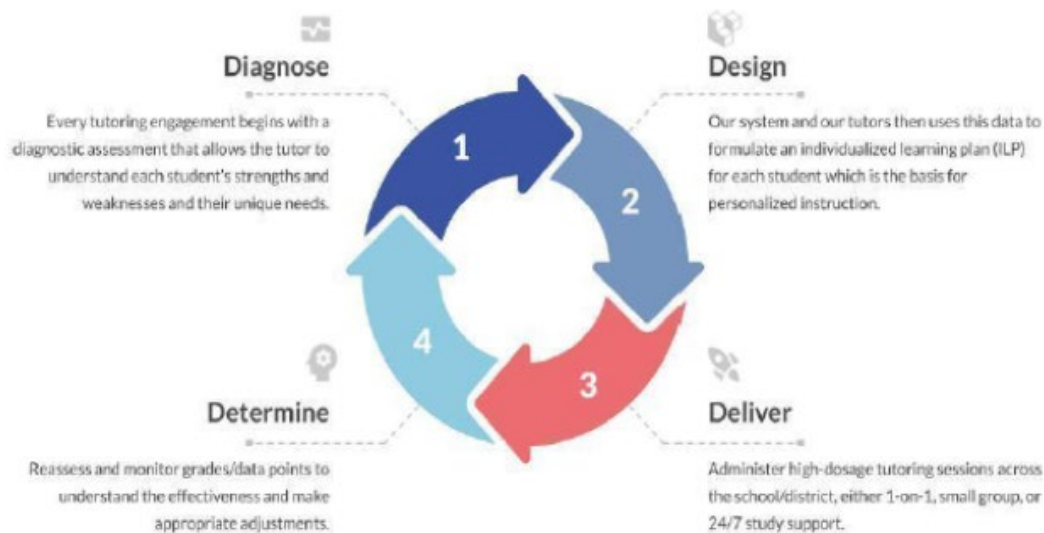 Diagnose
Every tutoring engagement begins with a
diagnostic assessment that allows the tutor to
understand each student's strengths and
weaknesses and their unique needs.
1
Design
Our system and our tutors then uses this data to
formulate an individualized learning plan (ILP)
for each student which is the basis for
personalized instruction.
2
Deliver
Administer high-dosage tutoring sessions across
the school/district, either 1-on-1, small group, or
24/7 study support.
3
Determine
Reassess and monitor grades/data points to
understand the effectiveness and make
appropriate adjustments.
4